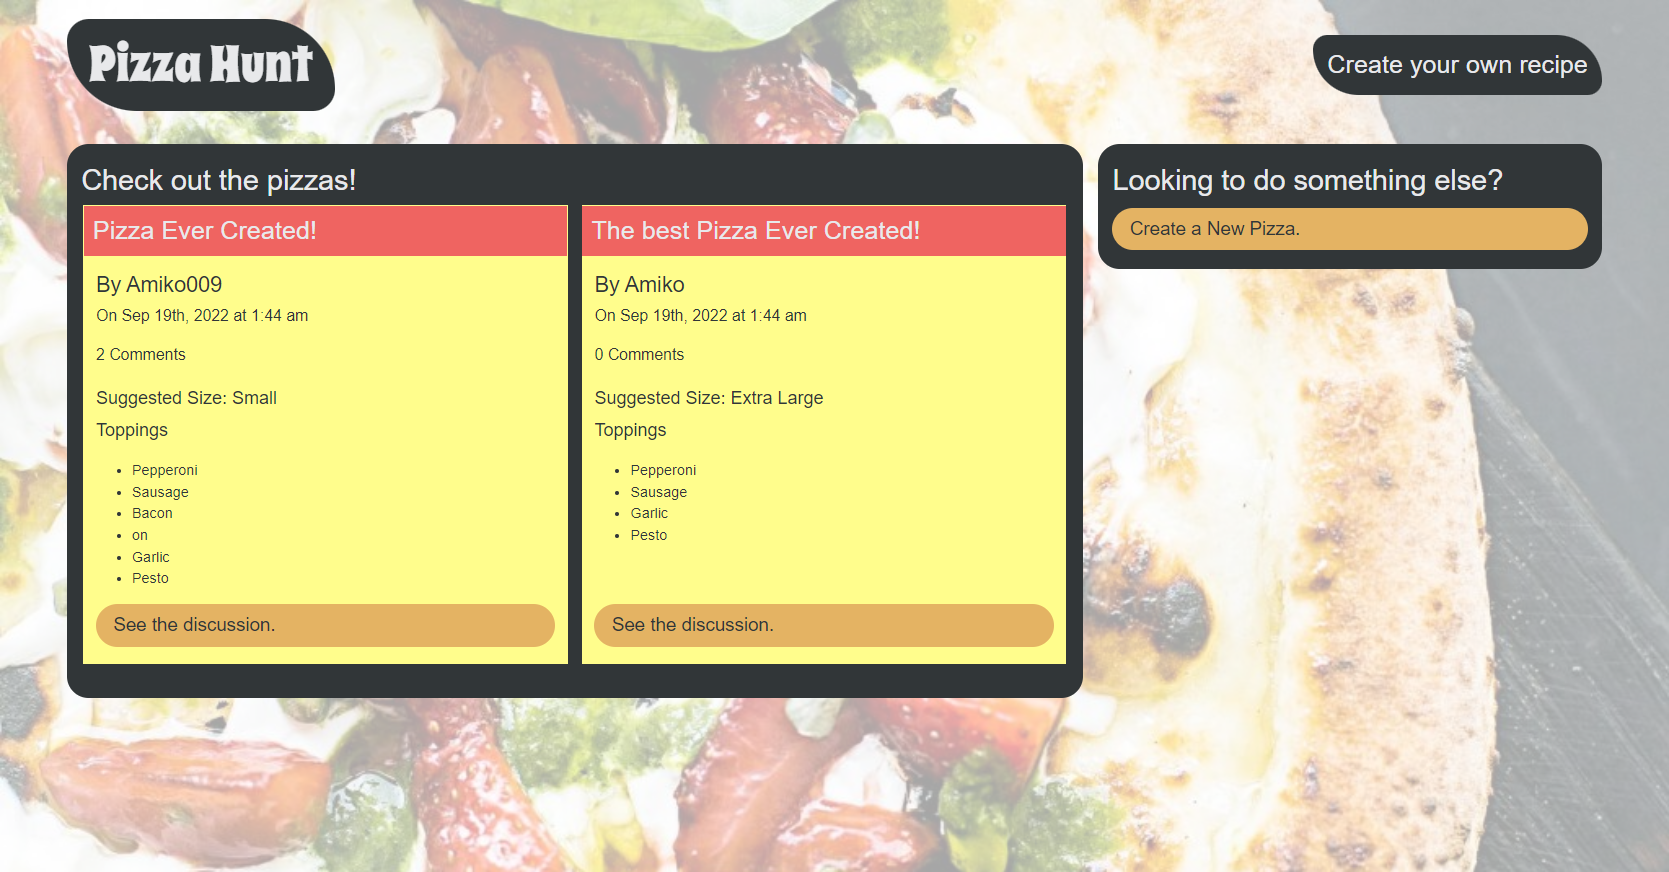 Pizza Hunt
Create your own recipe
Check out the pizzas!
Pizza Ever Created!
By Amiko009
On Sep 19th, 2022 at 1:44 am
2 Comments
Suggested Size: Small
Toppings
Pepperoni
Sausage
Bacon
on
Garlic
Pesto
See the discussion.
The best Pizza Ever Created!
By Amiko
On Sep 19th, 2022 at 1:44 am
0 Comments
Suggested Size: Extra Large
Toppings
Pepperoni
Sausage
Garlic
Pesto
See the discussion.
Looking to do something else?
Create a New Pizza.